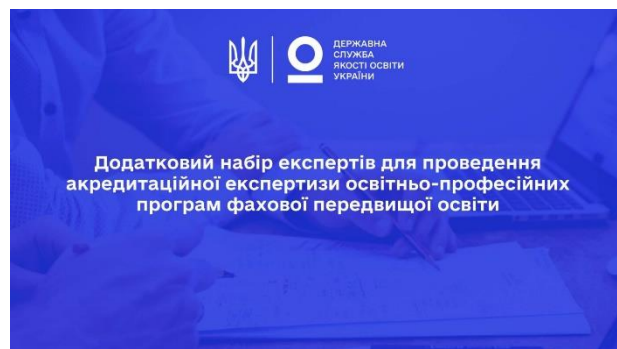 ДЕРЖАВНА
СЛУЖБА
ЯКОСТІ ОСВІТИ
УКРАЇНИ
Додатковий набір експертів для проведення
акредитаційної експертизи освітньо-професійних
програм фахової передвищої освіти